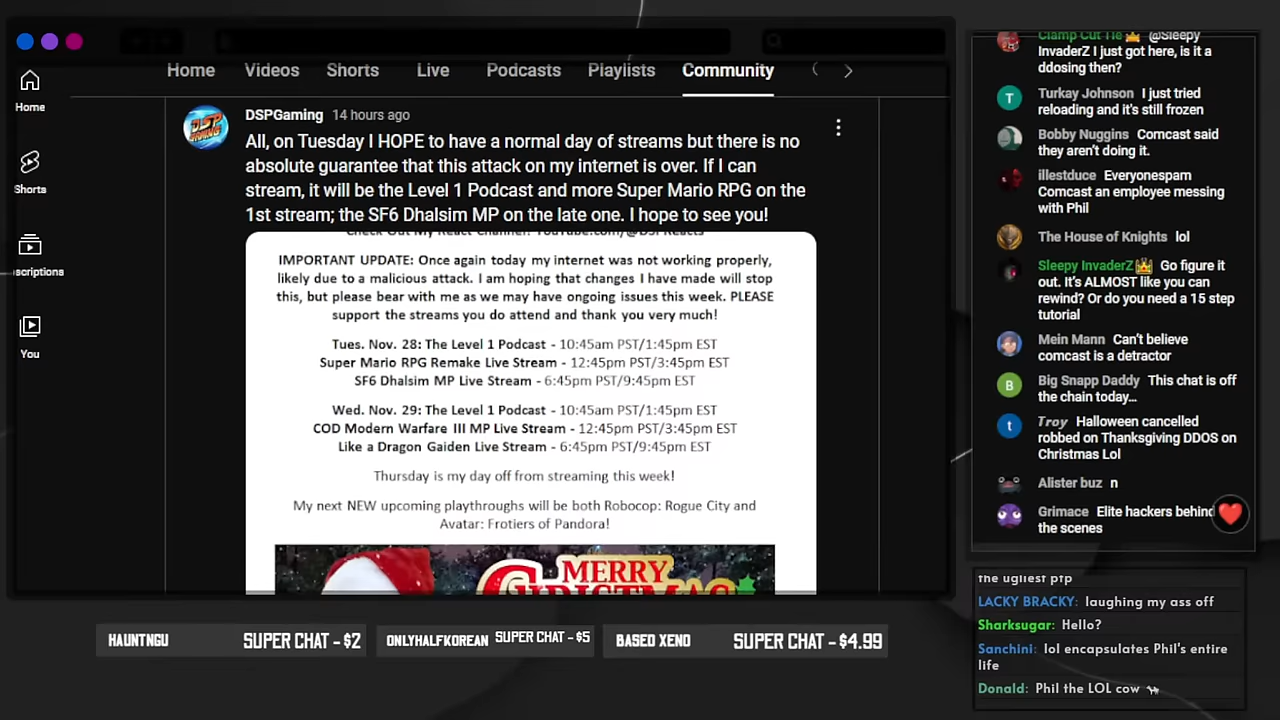 Home
Videos
Shorts
Live
Podcasts
Playlists
Community
Home
Shorts
scriptions
You
DSPGaming 14 hours ago
All, on Tuesday I HOPE to have a normal day of streams but there is no
absolute guarantee that this attack on my internet is over. If I can
stream, it will be the Level 1 Podcast and more Super Mario RPG on the
1st stream; the SF6 Dhalsim MP on the late one. I hope to see you!
Check Out My React Channel! YouTube.com/@DSPReacts
IMPORTANT UPDATE: Once again today my internet was not working properly,
likely due to a malicious attack. I am hoping that changes I have made will stop
this, but please bear with me as we may have ongoing issues this week. PLEASE
support the streams you do attend and thank you very much!
Tues. Nov. 28: The Level 1 Podcast - 10:45am PST/1:45pm EST
Super Mario RPG Remake Live Stream - 12:45pm PST/3:45pm EST
SF6 Dhalsim MP Live Stream - 6:45pm PST/9:45pm EST
Wed. Nov. 29: The Level 1 Podcast - 10:45am PST/1:45pm EST
COD Modern Warfare III MP Live Stream - 12:45pm PST/3:45pm EST
Like a Dragon Gaiden Live Stream - 6:45pm PST/9:45pm EST
Thursday is my day off from streaming this week!
My next NEW upcoming playthroughs will be both Robocop: Rogue City and
Avatar: Frotiers of Pandora!
MERRY
CHRISTMAS
HAUNTNGU SUPER CHAT - $2
ONLYHALFKOREAN SUPER CHAT - $5
BASED XEND SUPER CHAT - $4.99
Clamp Cut Tie @Sleepy
InvaderZ I just got here, is it a
ddosing then?
T
Turkay Johnson I just tried
reloading and it's still frozen
Bobby Nuggins Comcast said
they aren't doing it.
illestduce Everyonespam
Comcast an employee messing
with Phil
The House of Knights lol
Sleepy InvaderZ Go figure it
out. It's ALMOST like you can
rewind? Or do you need a 15 step
tutorial
Mein Mann Can't believe
comcast is a detractor
B
Big Snapp Daddy This chat is off
the chain today...
t
Troy Halloween cancelled
robbed on Thanksgiving DDOS on
Christmas Lol
Alister buz n
Grimace Elite hackers behind
the scenes
the ugliest ptp
LACKY BRACKY: laughing my ass off
Sharksugar: Hello?
Sanchini: lol encapsulates Phil's entire
life
Donald: Phil the LOL cow